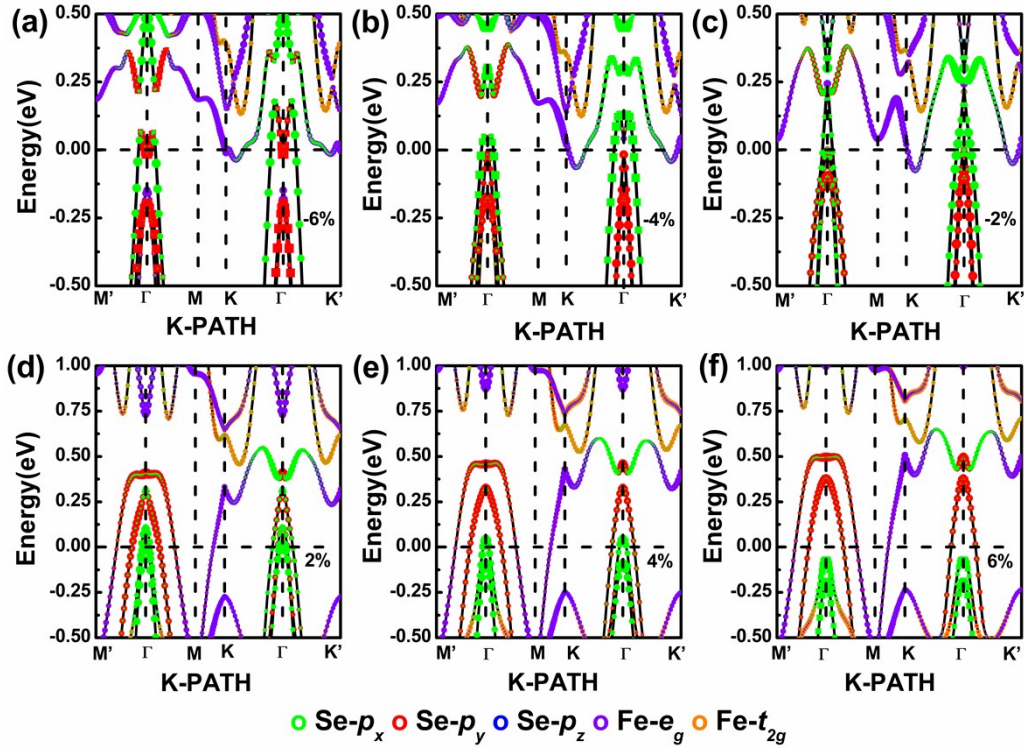 (a)
Energy(eV)
0.50
0.25
0.00
-0.25
0.50
-6%
M' Γ M K Γ K'
K-PATH
(b)
Energy(eV)
0.50
0.25
0.00
-0.25
0.50
-4%
M' Γ M K Γ K'
K-PATH
(c)
Energy(eV)
0.50
0.25
0.00
-0.25
-0.50
-2%
M' Γ M K Γ K'
K-PATH
(d)
Energy(eV)
1.00
0.75
0.50
0.25
0.00
-0.25
-0.50
2%
M' Γ M K Γ K'
K-PATH
(e)
Energy(eV)
1.00
0.75
0.50
0.25
0.00
-0.25
-0.50
4%
M' Γ M K Γ K'
K-PATH
(f)
Energy(eV)
1.00
0.75
0.50
0.25
0.00
-0.25
-0.50
6%
M' Γ M K Γ K'
K-PATH
Se-px Se-py Se-pz Fe-eg Fe-t2g